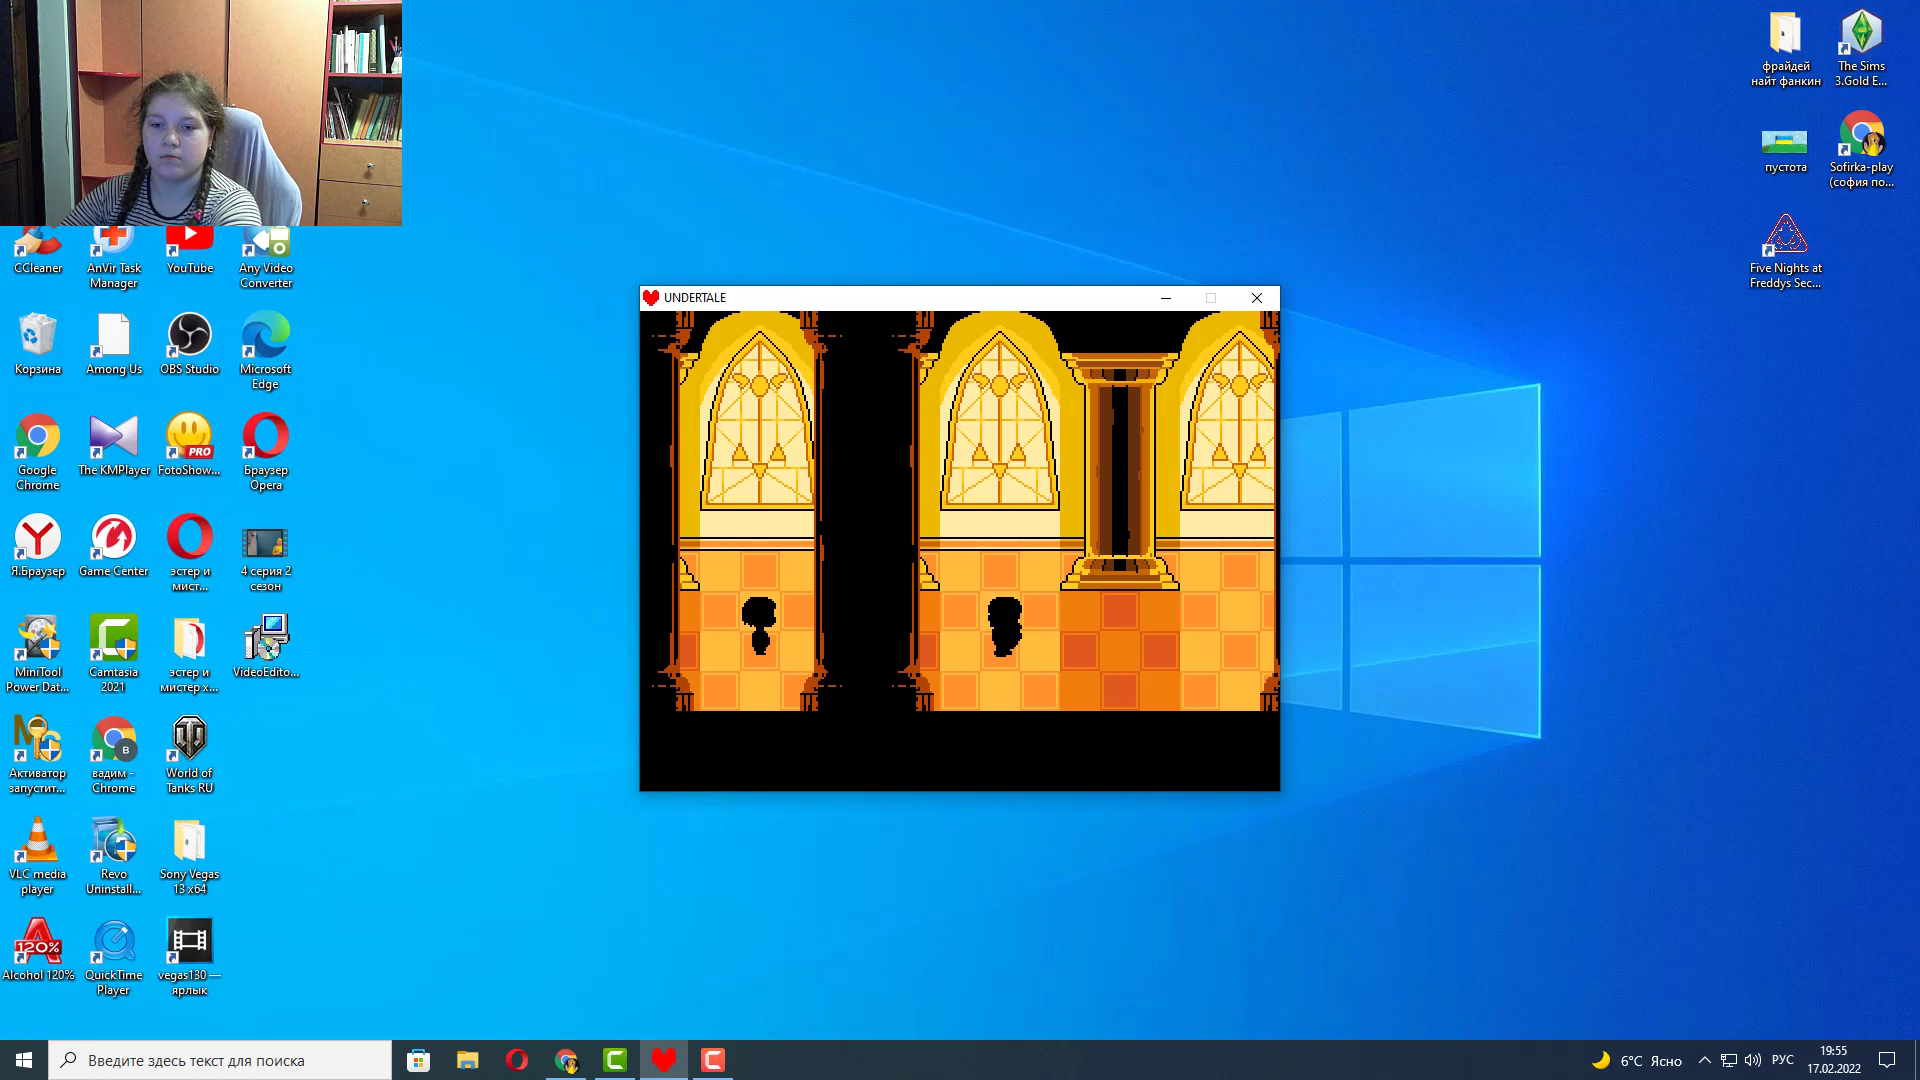 фрайдей
найт фанкин
The Sims
3.Gold E...
пустота
Sofirka-play
(софия по...
Five Nights at
Freddys Sec...
CCleaner
AnVir Task
Manager
YouTube
Any Video
Converter
UNDERTALE
Корзина
Among Us
OBS Studio
Microsoft
Edge
Google
Chrome
The KMPlayer
PRO
FotoShow...
Браузер
Opera
Я.Браузер
Game Center
эстер и
мист...
4 серия 2
сезон
MiniTool
Power Dat...
Camtasia
2021
эстер и
мистер х...
VideoEdito...
Активатор
запустит...
B
вадим -
Chrome
World of
Tanks RU
VLC media
player
Revo
Uninstall...
Sony Vegas
13 x64
120%
Alcohol 120%
QuickTime
Player
vegas130 —
ярлык
Введите здесь текст для поиска
6°C Ясно
РУС
19:55
17.02.2022